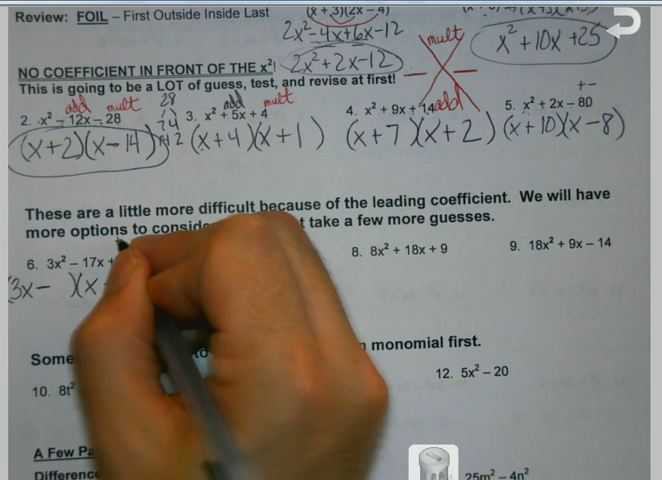 Review: FOIL – First Outside Inside Last
(x + 3)(2x – 4)
2x² - 4x + 6x - 12
2x² + 2x - 12
x² + 10x + 25
mult
add
NO COEFFICIENT IN FRONT OF THE x²!
This is going to be a LOT of guess, test, and revise at first!
add mult
28
2. x² – 12x – 28
(x + 2)(x - 14)
add mult
3. x² + 5x + 4
(x + 4)(x + 1)
4. x² + 9x + 14
(x + 7)(x + 2)
+ -
5. x² + 2x – 80
(x + 10)(x - 8)
These are a little more difficult because of the leading coefficient. We will have
more options to take a few more guesses.
6. 3x² – 17x +
(3x - )(x -
8. 8x² + 18x + 9
9. 18x² + 9x – 14
Some monomial first.
10. 8t²
12. 5x² – 20
A Few
Difference
25m² – 4n²